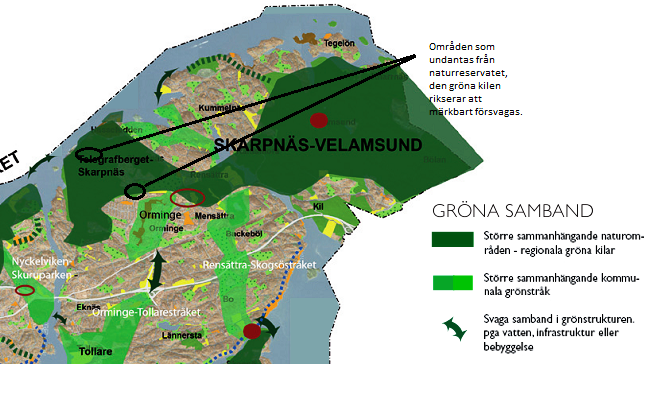 Tegelön
Områden som
undantas från
naturreservatet,
den gröna kilen
rikserar att
märkbart försvagas.
Kummelnäs
SKARPNÄS-VELAMSUND
Telegrafberget-
Skarpnäs
Kil
Orminge
Mensättra
Orminge
Backeböl
Nyckelviken-
Skuruparken-
Rensättra-Skogsöstråket
Bo
Eknäs
Orminge-Tollarestråket
Lännersta
Tollare
GRÖNA SAMBAND
Större sammanhängande naturom-
råden - regionala gröna kilar
Större sammanhängande kommu-
nala grönstråk
Svaga samband i grönstrukturen.
pga vatten, infrastruktur eller
bebyggelse